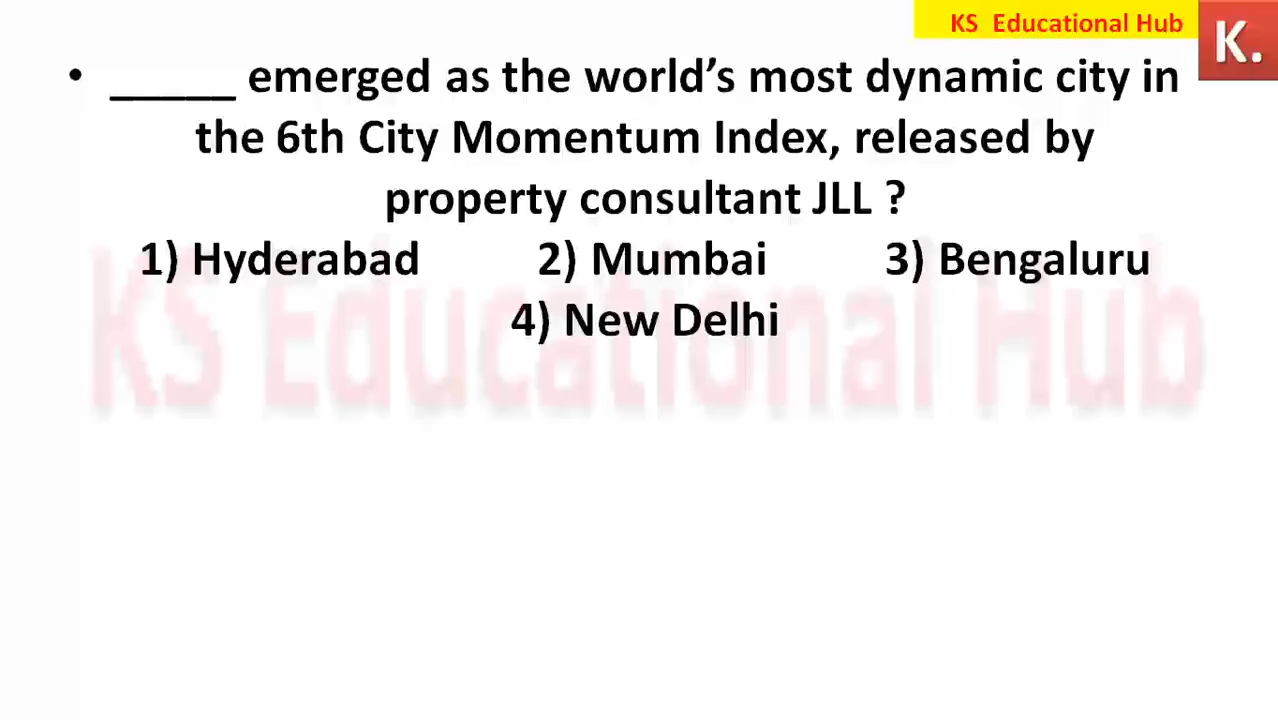 KS Educational Hub
K.
• _____ emerged as the world’s most dynamic city in
the 6th City Momentum Index, released by
property consultant JLL ?
1) Hyderabad 2) Mumbai 3) Bengaluru
4) New Delhi
KS Educational Hub